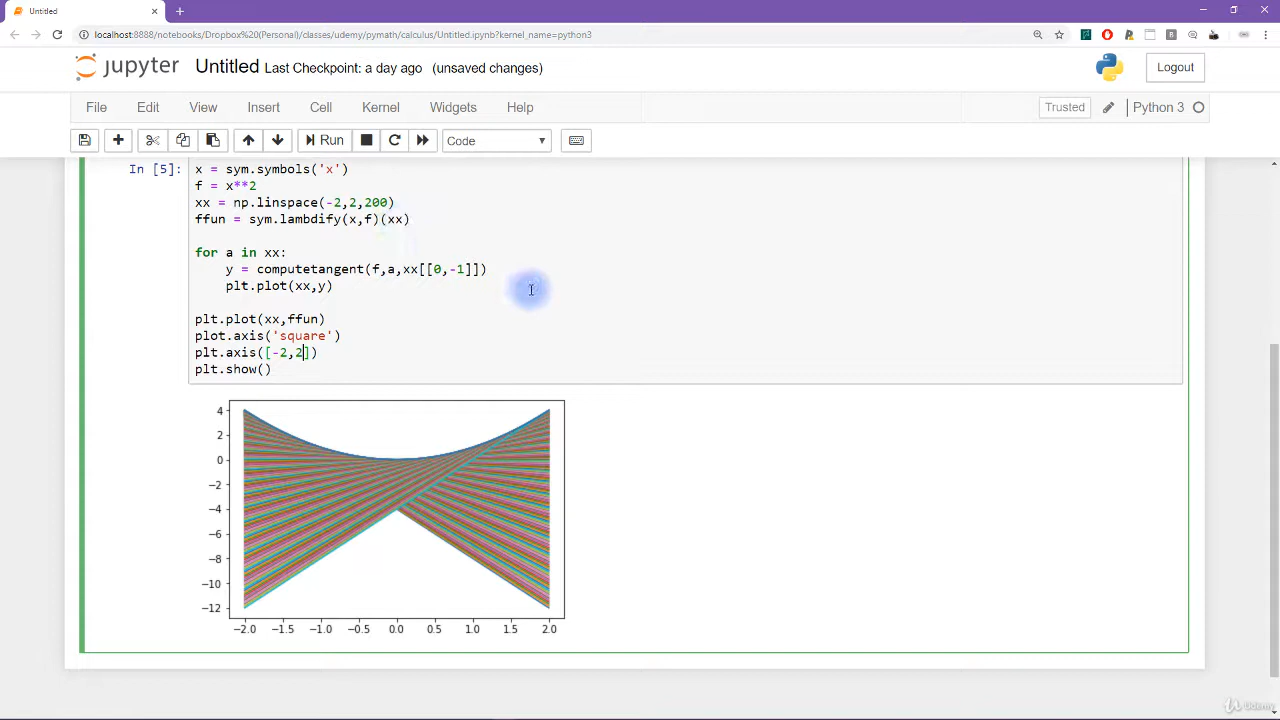 Untitled
localhost:8888/notebooks/Dropbox%20(Personal)/classes/udemy/pymath/calculus/Untitled.ipynb?kernel_name=python3
jupyter Untitled Last Checkpoint: a day ago (unsaved changes) Logout
File Edit View Insert Cell Kernel Widgets Help Trusted Python 3
Run Code
In [5]: x = sym.symbols('x')
f = x**2
xx = np.linspace(-2,2,200)
ffun = sym.lambdify(x,f)(xx)
for a in xx:
y = computetangent(f,a,xx[[0,-1]])
plt.plot(xx,y)
plt.plot(xx,ffun)
plot.axis('square')
plt.axis([-2,2])
plt.show()
4
2
0
−2
−4
−6
−8
−10
−12
−2.0 −1.5 −1.0 −0.5 0.0 0.5 1.0 1.5 2.0
Udemy